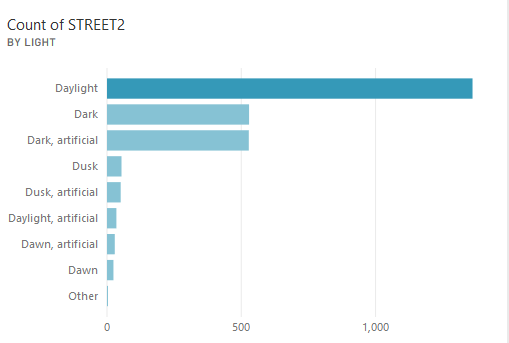 Count of STREET2
BY LIGHT
Daylight
Dark
Dark, artificial
Dusk
Dusk, artificial
Daylight, artificial
Dawn, artificial
Dawn
Other
0 500 1,000